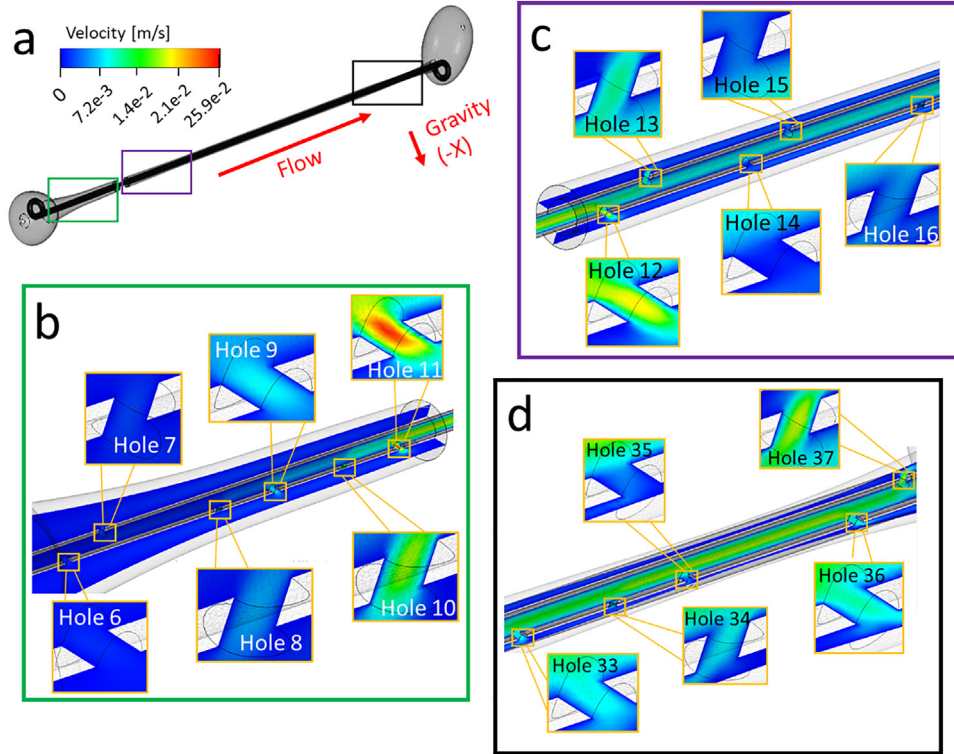 a
Velocity [m/s]
0
7.2e-3
1.4e-2
2.1e-2
25.9e-2
Flow
Gravity
(-X)
b
Hole 6
Hole 7
Hole 8
Hole 9
Hole 10
Hole 11
c
Hole 12
Hole 13
Hole 14
Hole 15
Hole 16
d
Hole 33
Hole 34
Hole 35
Hole 36
Hole 37